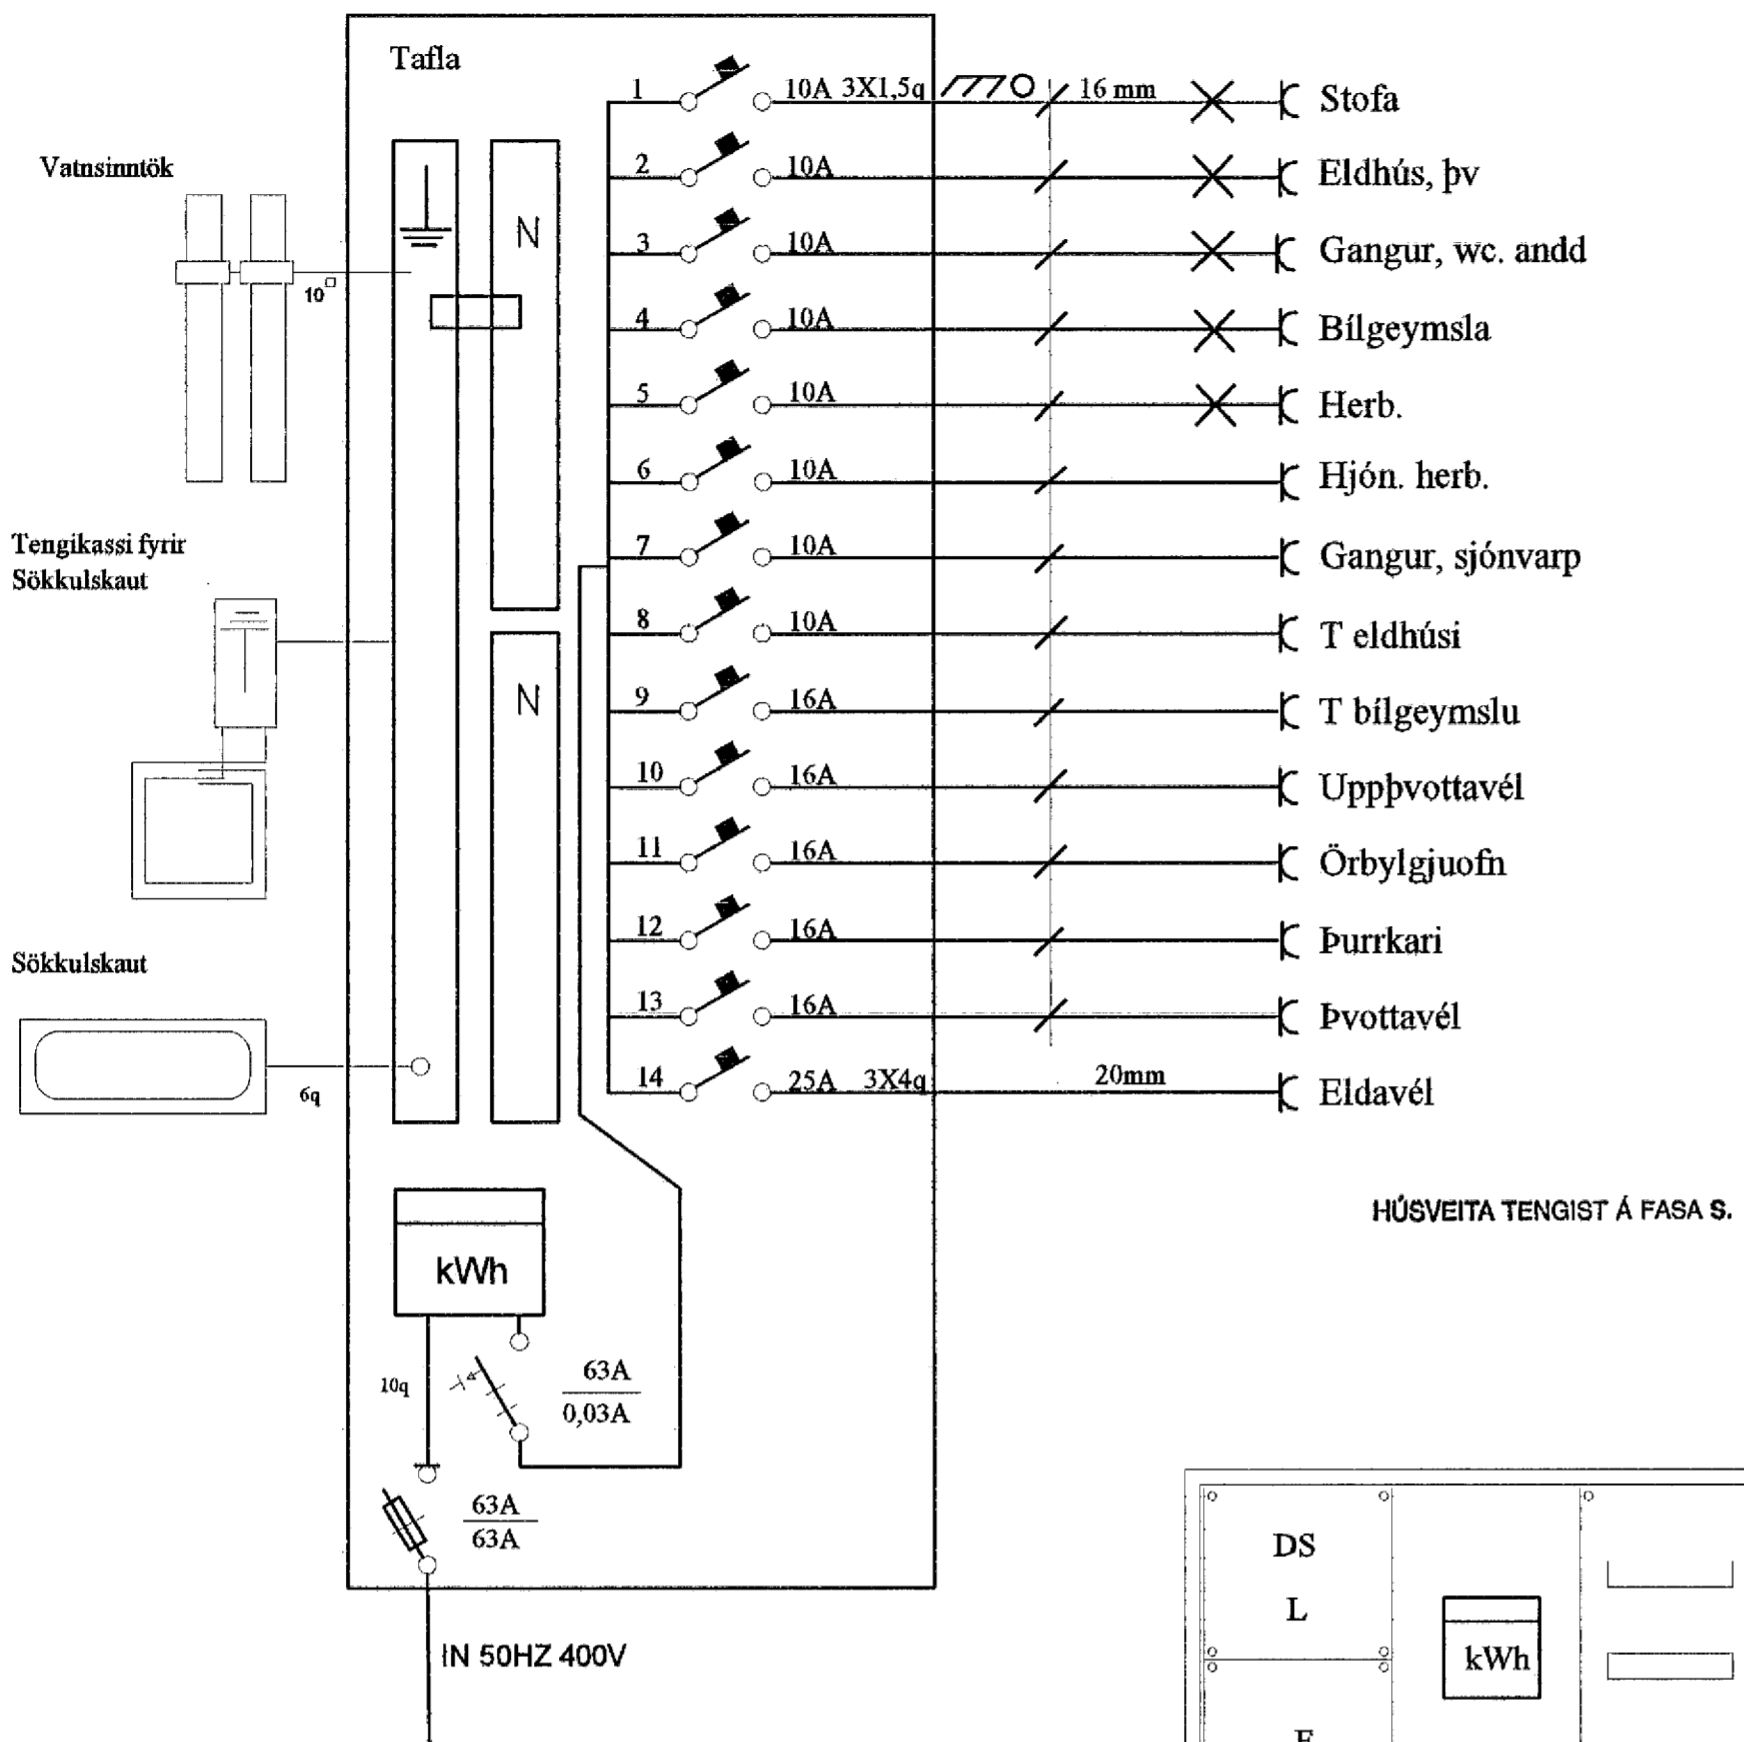 Tafla
1 10A 3X1,5q 16 mm Stofa
2 10A Eldhús, þv
3 10A Gangur, wc. andd
4 10A Bílgeymsla
5 10A Herb.
6 10A Hjón. herb.
7 10A Gangur, sjónvarp
8 10A T eldhúsi
9 16A T bílgeymslu
10 16A Uppþvottavél
11 16A Örbylgjuofn
12 16A Þurrkari
13 16A Þvottavél
14 25A 3X4q 20mm Eldavél
Vatnsinntök
10
N
Tengikassi fyrir
Sökkulskaut
N
Sökkulskaut
6q
HÚSVEITA TENGIST Á FASA S.
kWh
10q
63A
0,03A
63A
63A
IN 50HZ 400V
DS
L
kWh